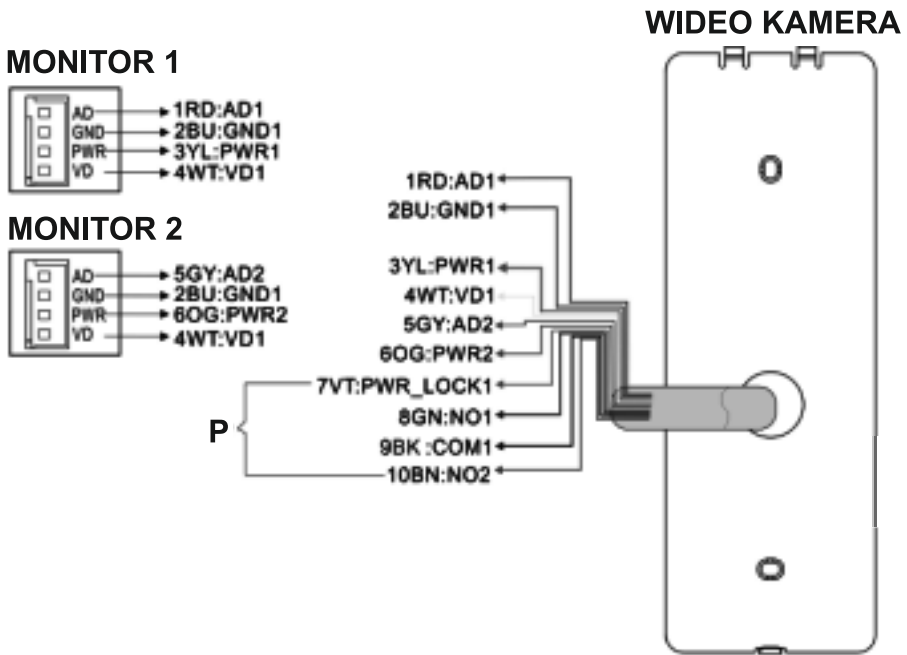 WIDEO KAMERA
MONITOR 1
AD 1RD:AD1
GND 2BU:GND1
PWR 3YL:PWR1
VD 4WT:VD1
MONITOR 2
AD 5GY:AD2
GND 2BU:GND1
PWR 6OG:PWR2
VD 4WT:VD1
1RD:AD1
2BU:GND1
3YL:PWR1
4WT:VD1
5GY:AD2
6OG:PWR2
7VT:PWR_LOCK1
8GN:NO1
P
9BK :COM1
10BN:NO2